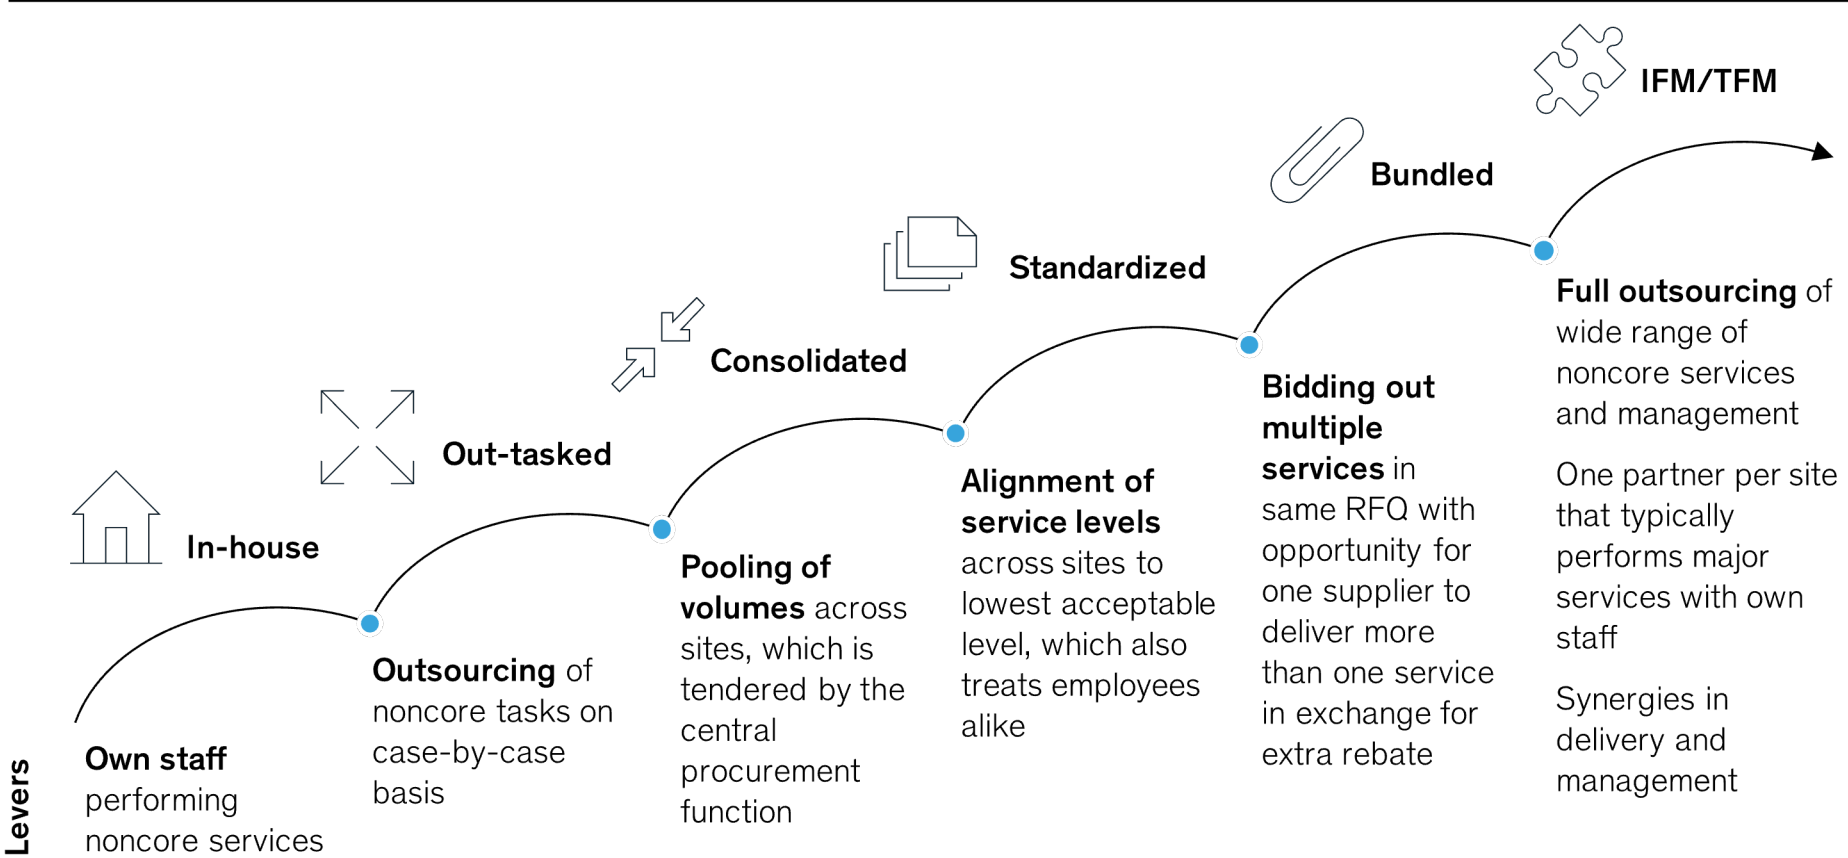 IFM/TFM
Bundled
Standardized
Consolidated
Out-tasked
In-house
Levers
Own staff
performing
noncore services
Outsourcing of
noncore tasks on
case-by-case
basis
Pooling of
volumes across
sites, which is
tendered by the
central
procurement
function
Alignment of
service levels
across sites to
lowest acceptable
level, which also
treats employees
alike
Bidding out
multiple
services in
same RFQ with
opportunity for
one supplier to
deliver more
than one service
in exchange for
extra rebate
Full outsourcing of
wide range of
noncore services
and management
One partner per site
that typically
performs major
services with own
staff
Synergies in
delivery and
management